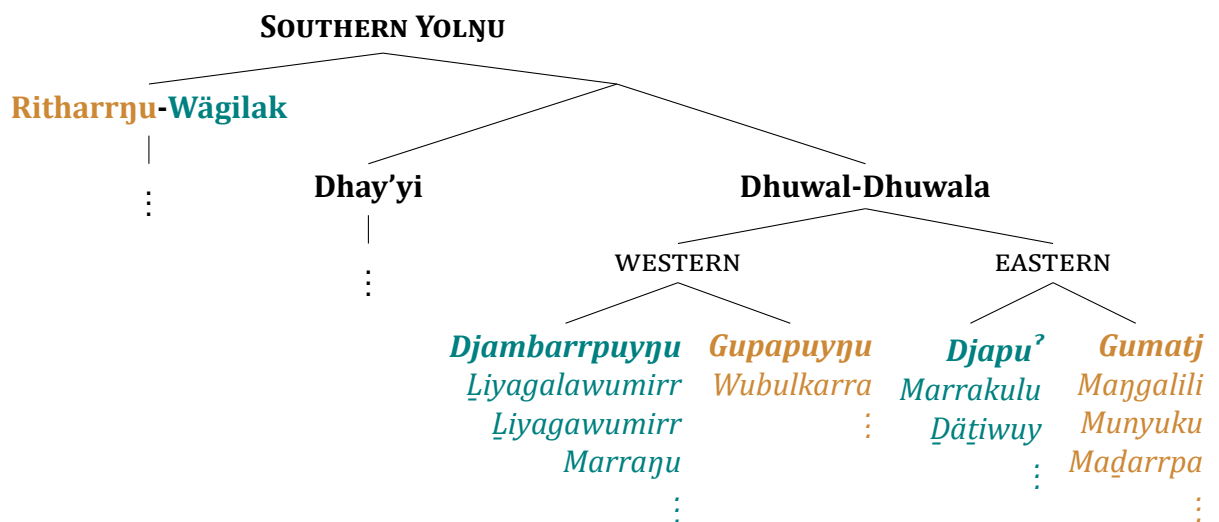 SOUTHERN YOLŊU
Ritharrŋu-Wägilak
⋮
Dhay’yi
⋮
Dhuwal-Dhuwala
WESTERN
EASTERN
Djambarrpuyŋu
Ḻiyagalawumirr
Ḻiyagawumirr
Marraŋu
⋮
Gupapuyŋu
Wubulkarra
⋮
Djapuˀ
Marrakulu
Ḏäṯiwuy
⋮
Gumatj
Maŋgalili
Munyuku
Maḏarrpa
⋮